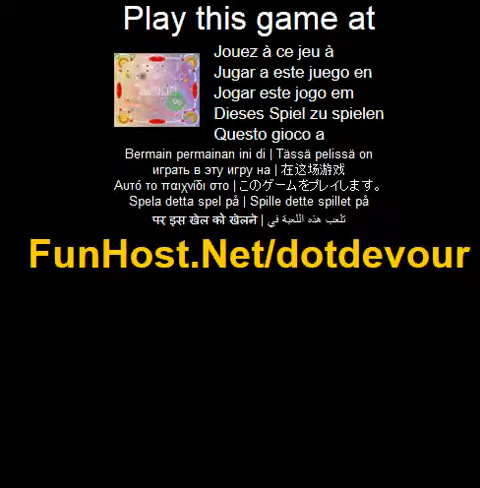 Play this game at
Jouez à ce jeu à
Jugar a este juego en
Jogar este jogo em
Dieses Spiel zu spielen
Questo gioco a
Bermain permainan ini di | Tässä pelissä on
играть в эту игру на | 在这场游戏
Αυτό το παιχνίδι στο | このゲームをプレイします。
Spela detta spel på | Spille dette spillet på
पर इस खेल को खेलने | تلعب هذه اللعبة في
FunHost.Net/dotdevour